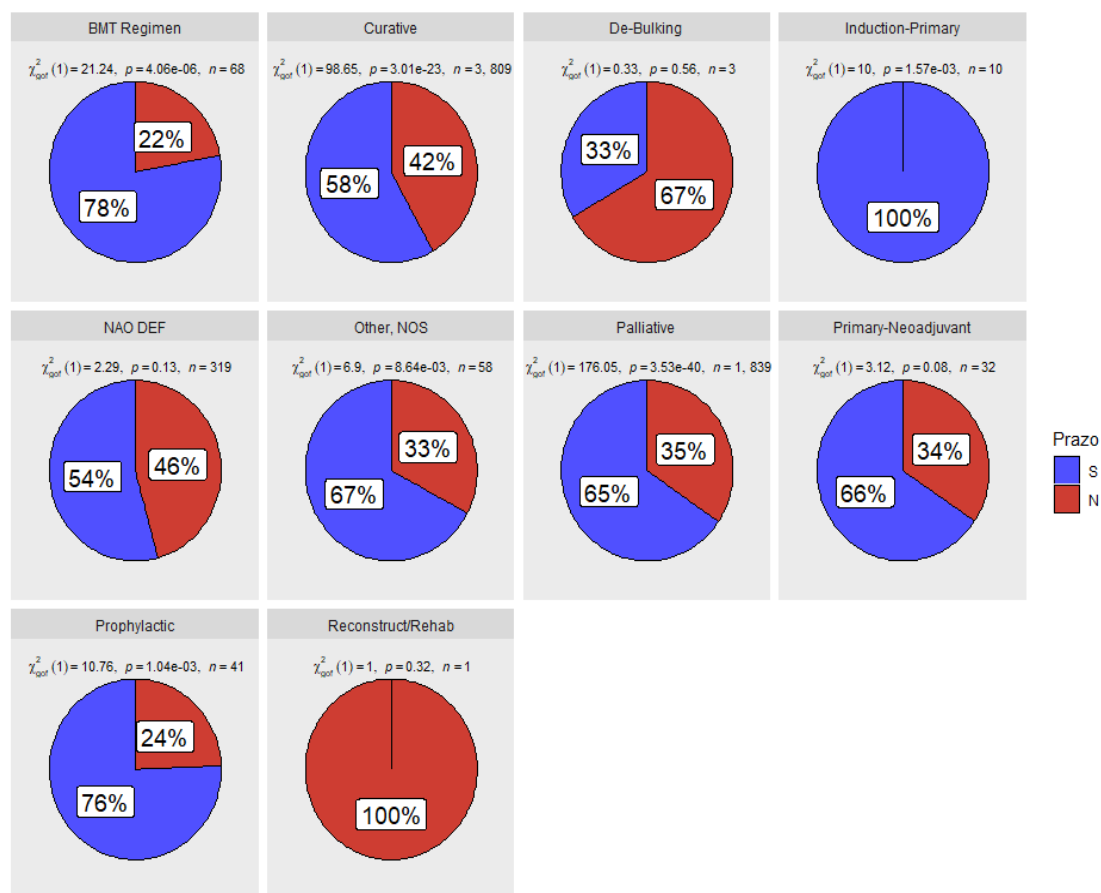 BMT Regimen
χ²gof (1) = 21.24, p = 4.06e-06, n = 68
22%
78%
Curative
χ²gof (1) = 98.65, p = 3.01e-23, n = 3, 809
42%
58%
De-Bulking
χ²gof (1) = 0.33, p = 0.56, n = 3
33%
67%
Induction-Primary
χ²gof (1) = 10, p = 1.57e-03, n = 10
100%
NAO DEF
χ²gof (1) = 2.29, p = 0.13, n = 319
46%
54%
Other, NOS
χ²gof (1) = 6.9, p = 8.64e-03, n = 58
33%
67%
Palliative
χ²gof (1) = 176.05, p = 3.53e-40, n = 1, 839
35%
65%
Primary-Neoadjuvant
χ²gof (1) = 3.12, p = 0.08, n = 32
34%
66%
Prazo
S
N
Prophylactic
χ²gof (1) = 10.76, p = 1.04e-03, n = 41
24%
76%
Reconstruct/Rehab
χ²gof (1) = 1, p = 0.32, n = 1
100%